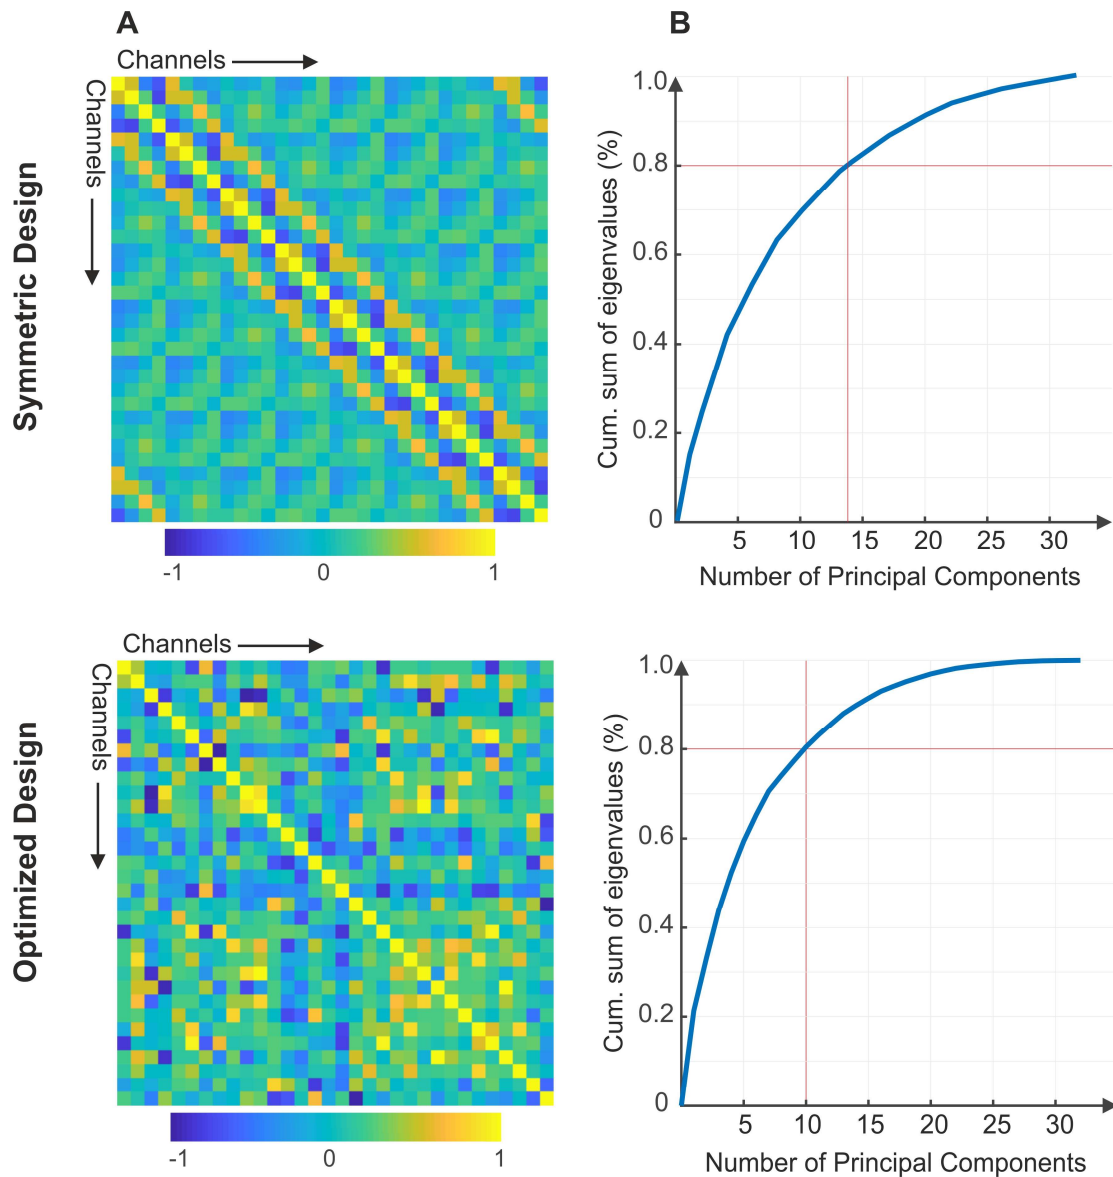 A
B
Symmetric Design
Channels
Channels
-1 0 1
Cum. sum of eigenvalues (%)
1.0
0.8
0.6
0.4
0.2
0
5 10 15 20 25 30
Number of Principal Components
Optimized Design
Channels
Channels
-1 0 1
Cum. sum of eigenvalues (%)
1.0
0.8
0.6
0.4
0.2
0
5 10 15 20 25 30
Number of Principal Components